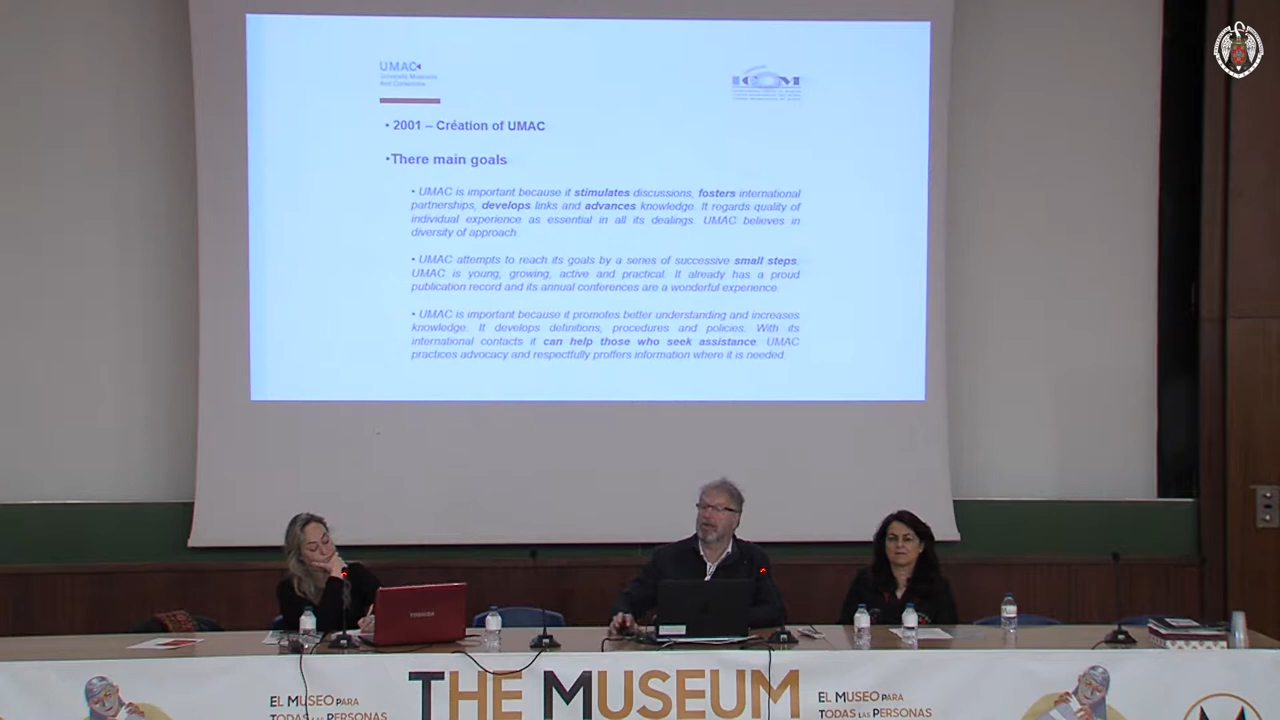 UMAC
University Museums
And Collections
ICOM
• 2001 – Création of UMAC
•There main goals
• UMAC is important because it stimulates discussions, fosters international
partnerships, develops links and advances knowledge. It regards quality of
individual experience as essential in all its dealings. UMAC believes in
diversity of approach.
• UMAC attempts to reach its goals by a series of successive small steps.
UMAC is young, growing, active and practical. It already has a proud
publication record and its annual conferences are a wonderful experience.
• UMAC is important because it promotes better understanding and increases
knowledge. It develops definitions, procedures and policies. With its
international contacts it can help those who seek assistance. UMAC
practices advocacy and respectfully proffers information where it is needed.
TOSHIBA
EL MUSEO PARA
TODAS LAS PERSONAS
THE MUSEUM
EL MUSEO PARA
TODAS LAS PERSONAS